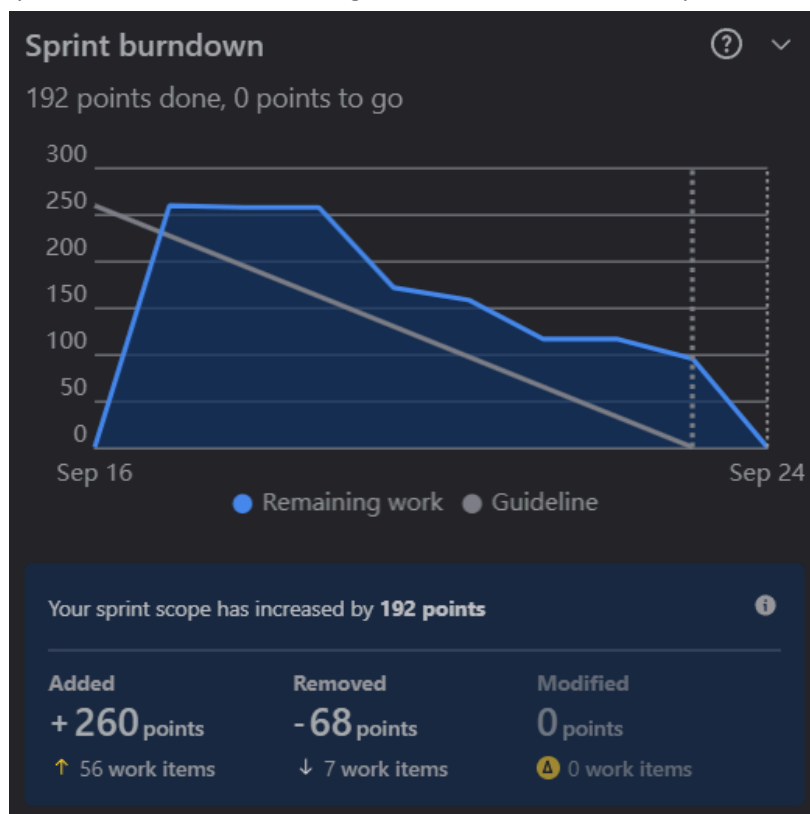 Sprint burndown
192 points done, 0 points to go
300
250
200
150
100
50
0
Sep 16 Sep 24
Remaining work Guideline
Your sprint scope has increased by 192 points
Added Removed Modified
+260 points -68 points 0 points
↑ 56 work items ↓ 7 work items Δ 0 work items